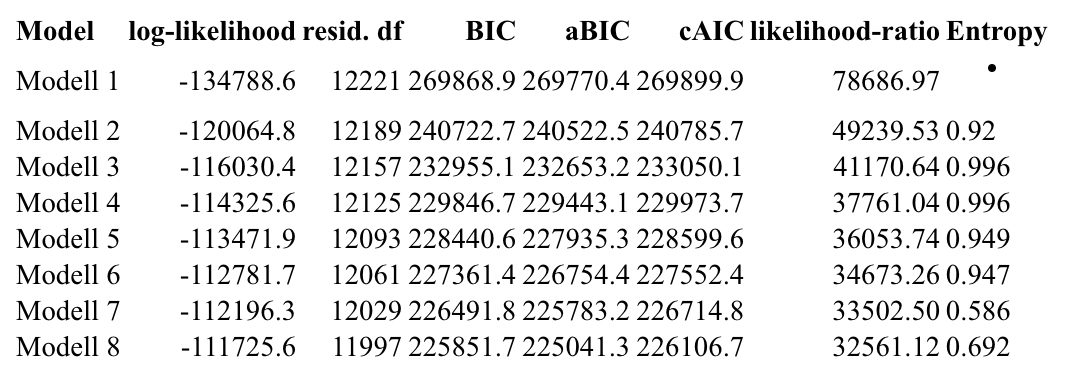 Model log-likelihood resid. df BIC aBIC cAIC likelihood-ratio Entropy
Modell 1 -134788.6 12221 269868.9 269770.4 269899.9 78686.97 •
Modell 2 -120064.8 12189 240722.7 240522.5 240785.7 49239.53 0.92
Modell 3 -116030.4 12157 232955.1 232653.2 233050.1 41170.64 0.996
Modell 4 -114325.6 12125 229846.7 229443.1 229973.7 37761.04 0.996
Modell 5 -113471.9 12093 228440.6 227935.3 228599.6 36053.74 0.949
Modell 6 -112781.7 12061 227361.4 226754.4 227552.4 34673.26 0.947
Modell 7 -112196.3 12029 226491.8 225783.2 226714.8 33502.50 0.586
Modell 8 -111725.6 11997 225851.7 225041.3 226106.7 32561.12 0.692